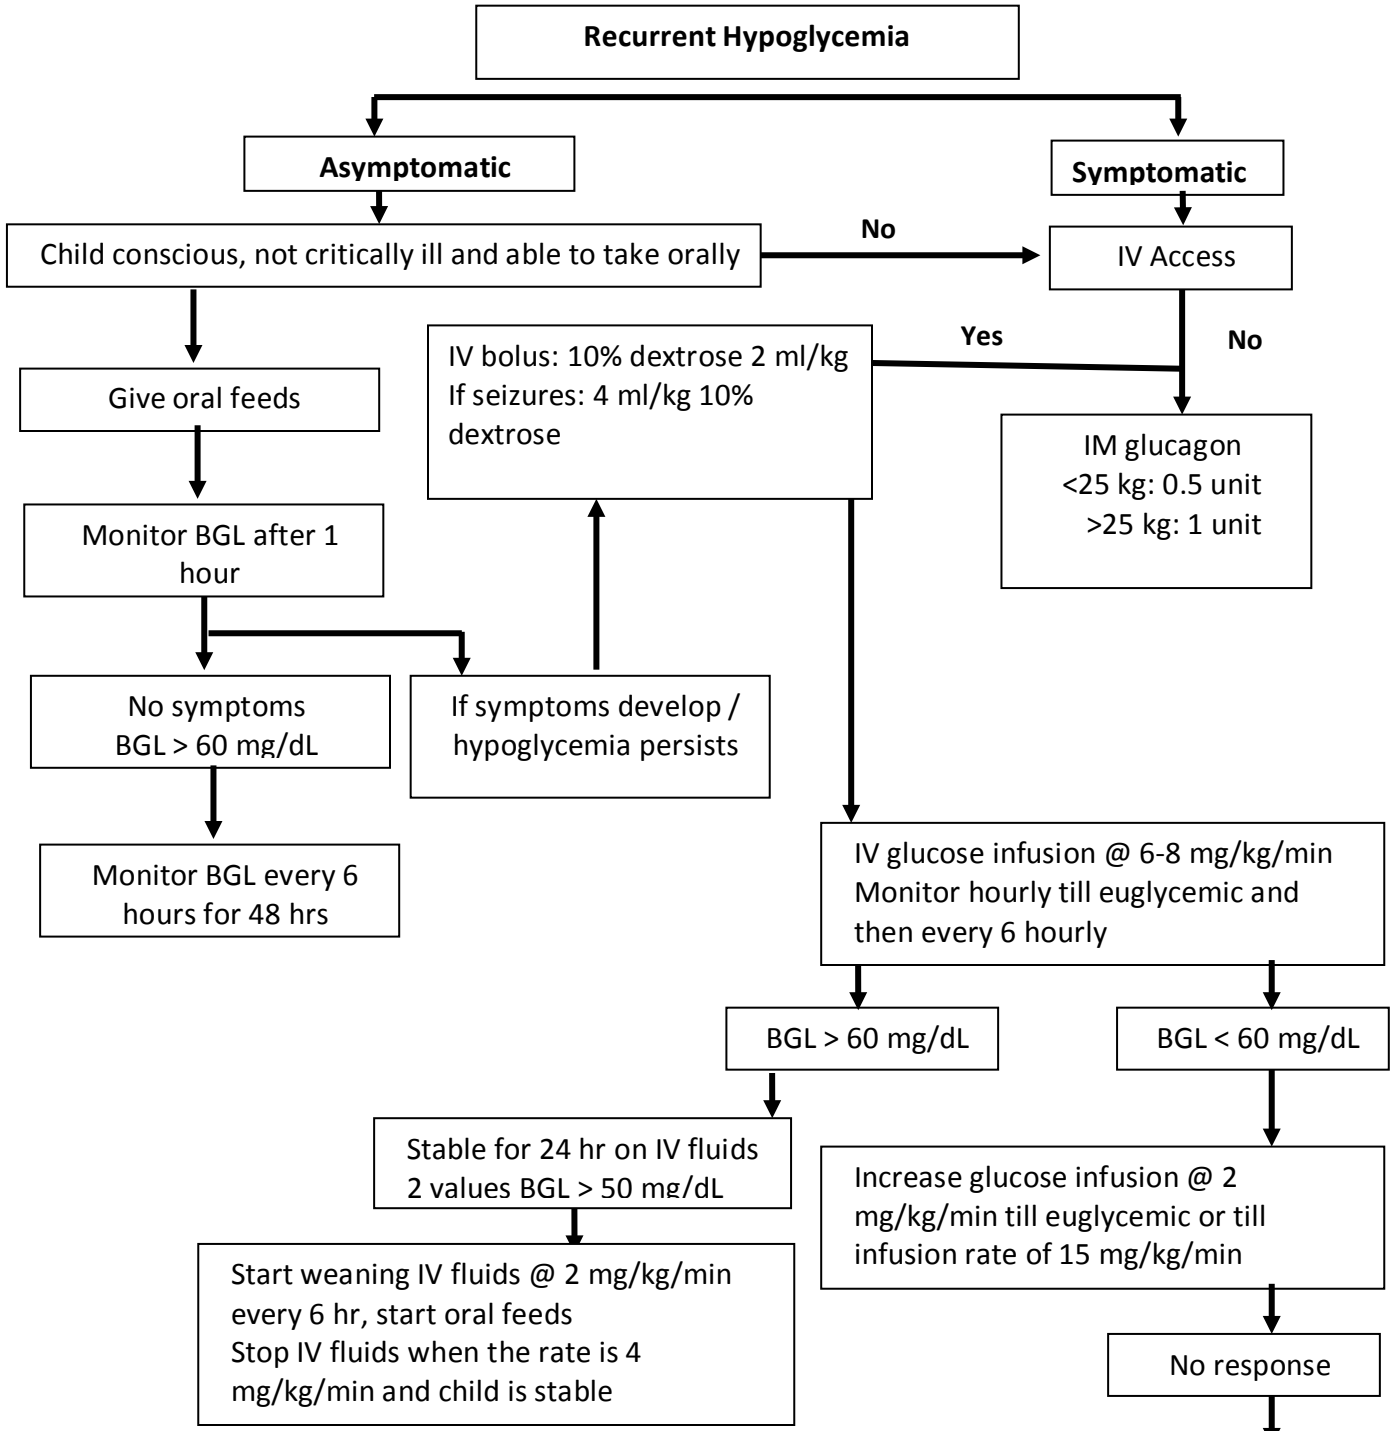 Recurrent Hypoglycemia
Asymptomatic
Symptomatic
Child conscious, not critically ill and able to take orally
No
IV Access
Yes
No
IV bolus: 10% dextrose 2 ml/kg
If seizures: 4 ml/kg 10%
dextrose
Give oral feeds
IM glucagon
<25 kg: 0.5 unit
>25 kg: 1 unit
Monitor BGL after 1
hour
No symptoms
BGL > 60 mg/dL
If symptoms develop /
hypoglycemia persists
Monitor BGL every 6
hours for 48 hrs
IV glucose infusion @ 6-8 mg/kg/min
Monitor hourly till euglycemic and
then every 6 hourly
BGL > 60 mg/dL
BGL < 60 mg/dL
Stable for 24 hr on IV fluids
2 values BGL > 50 mg/dL
Increase glucose infusion @ 2
mg/kg/min till euglycemic or till
infusion rate of 15 mg/kg/min
Start weaning IV fluids @ 2 mg/kg/min
every 6 hr, start oral feeds
Stop IV fluids when the rate is 4
mg/kg/min and child is stable
No response